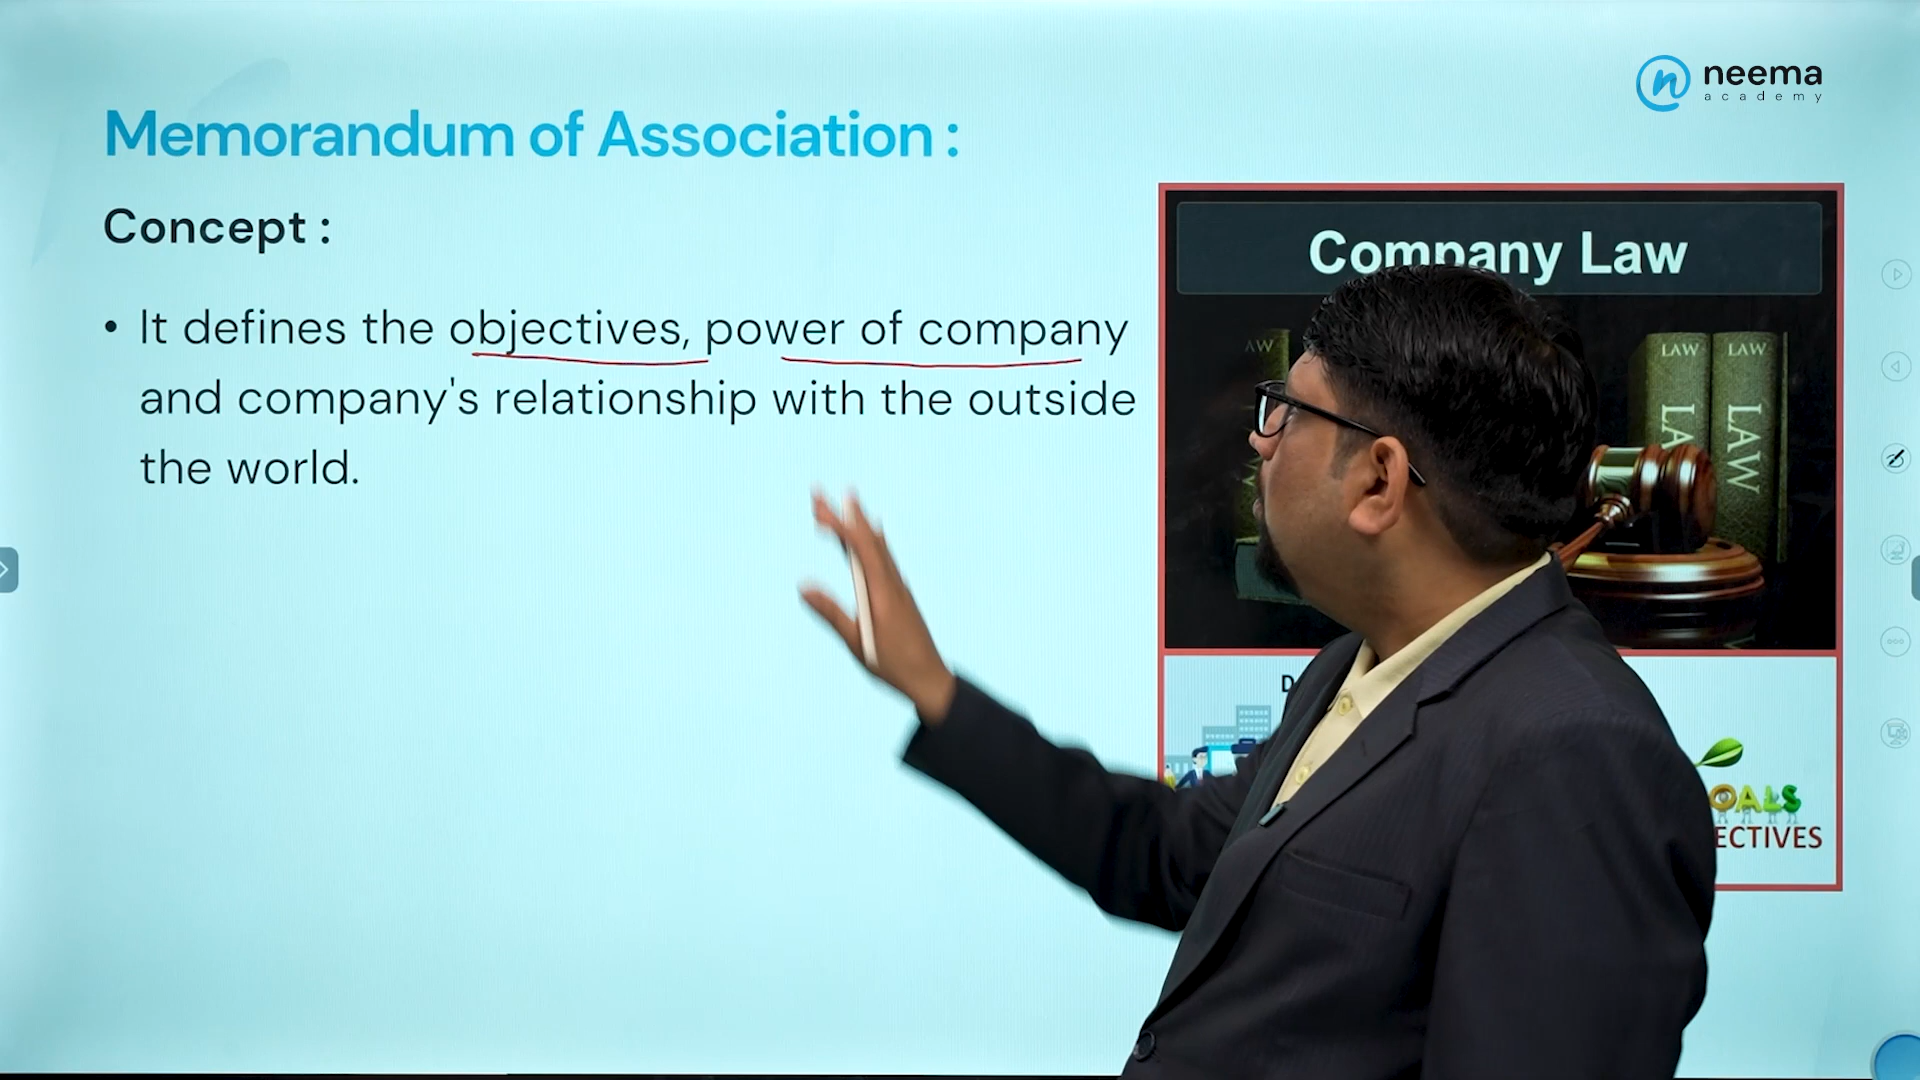 neema
academy
Memorandum of Association :
Concept :
• It defines the objectives, power of company
and company's relationship with the outside
the world.
Company Law
LAW
LAW
LAW